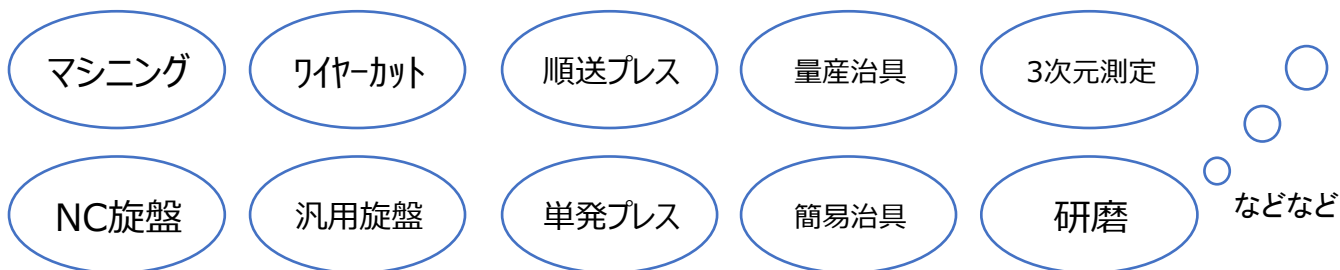 マシニング
ﾜｲﾔｰカット
順送プレス
量産治具
3次元測定
NC旋盤
汎用旋盤
単発プレス
簡易治具
研磨
などなど